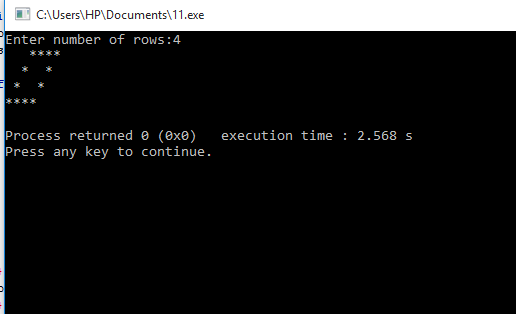 C:\Users\HP\Documents\11.exe
Enter number of rows:4
   ****
  *  *
 *  *
****
Process returned 0 (0x0)   execution time : 2.568 s
Press any key to continue.